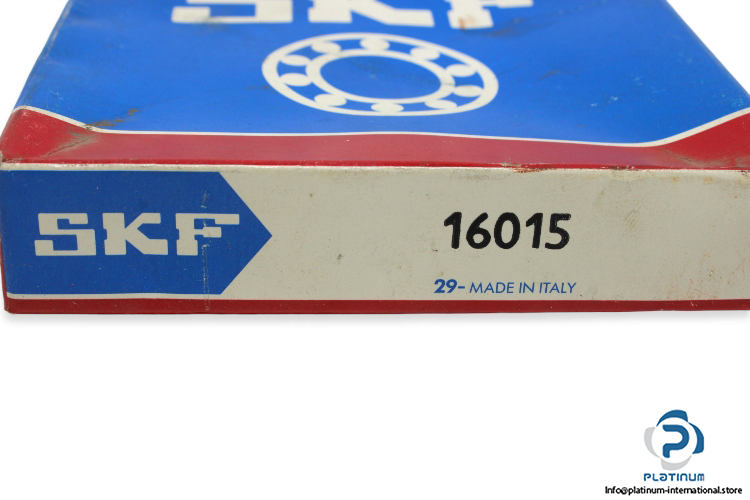 SKF
SKF
16015
29- MADE IN ITALY
PLATINUM
Info@platinum-international.store